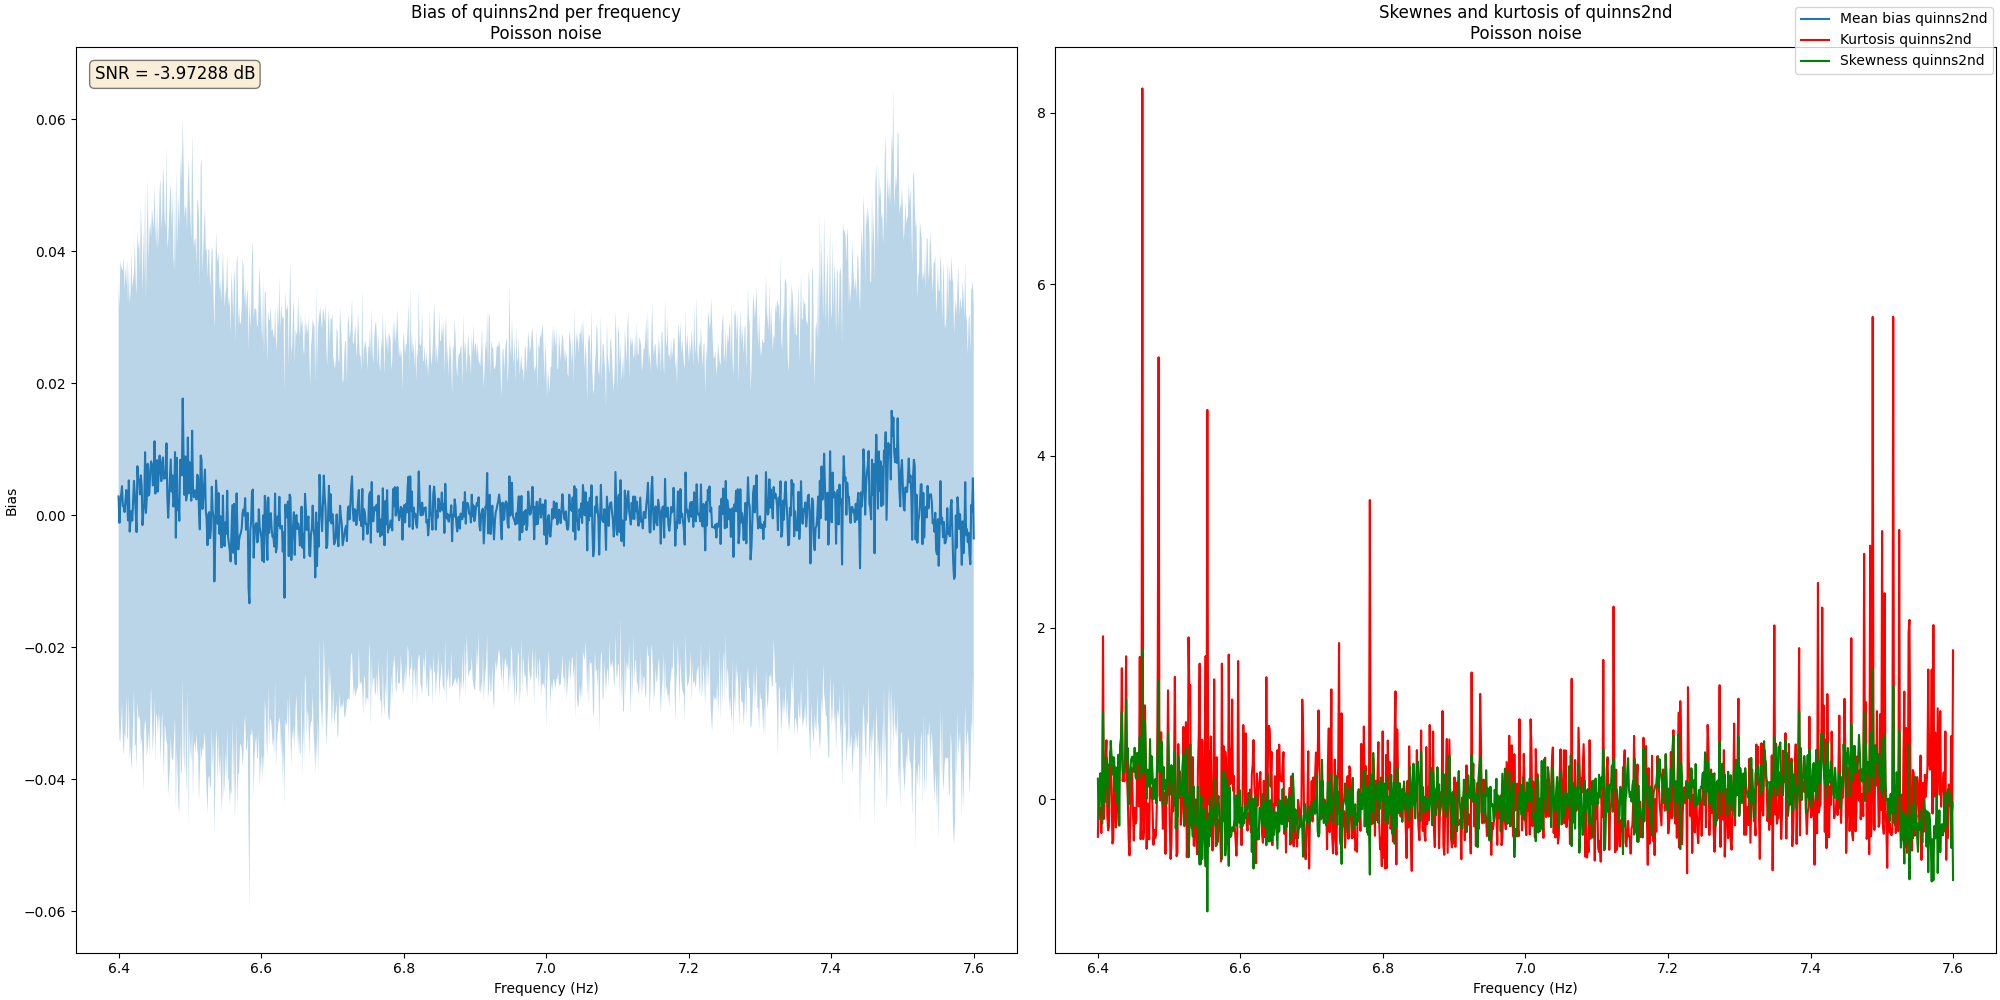 Bias of quinns2nd per frequency
Poisson noise
SNR = -3.97288 dB
0.06
0.04
0.02
0.00
−0.02
−0.04
−0.06
Bias
6.4 6.6 6.8 7.0 7.2 7.4 7.6
Frequency (Hz)
Skewnes and kurtosis of quinns2nd
Poisson noise
Mean bias quinns2nd
Kurtosis quinns2nd
Skewness quinns2nd
8
6
4
2
0
6.4 6.6 6.8 7.0 7.2 7.4 7.6
Frequency (Hz)